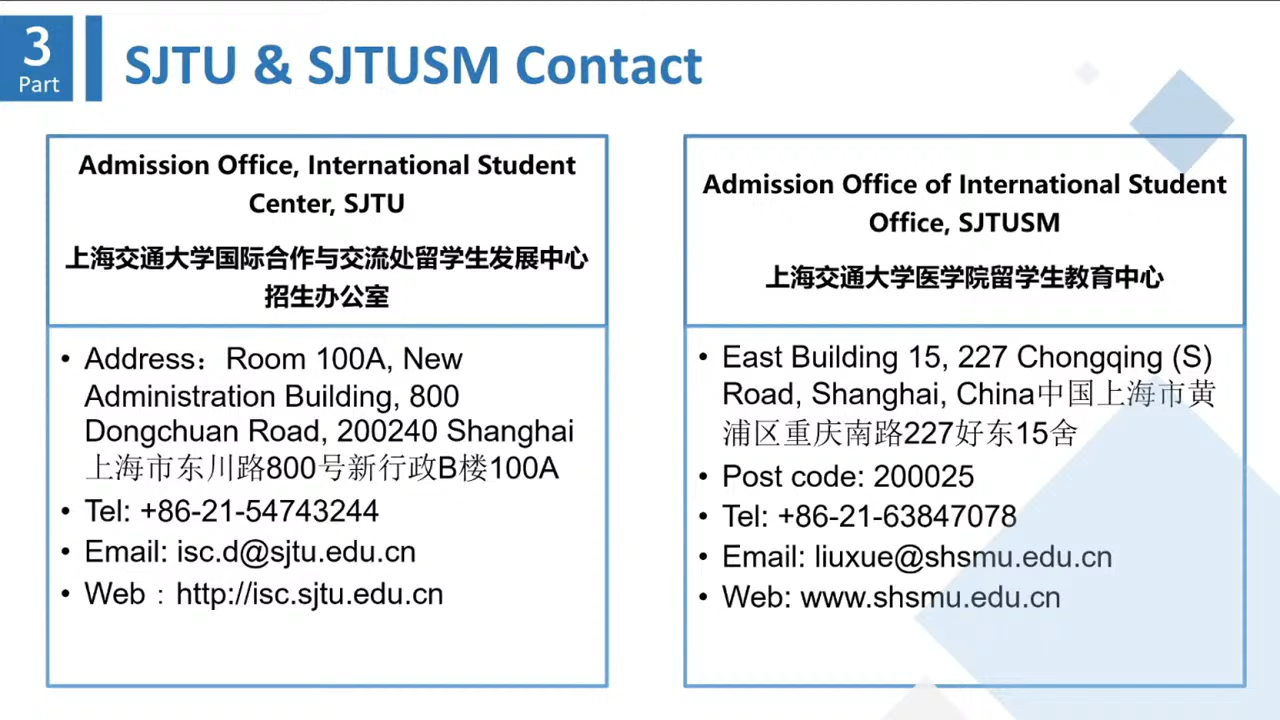 3
Part
SJTU & SJTUSM Contact
Admission Office, International Student
Center, SJTU
上海交通大学国际合作与交流处留学生发展中心
招生办公室
• Address：Room 100A, New
Administration Building, 800
Dongchuan Road, 200240 Shanghai
上海市东川路800号新行政B楼100A
• Tel: +86-21-54743244
• Email: isc.d@sjtu.edu.cn
• Web：http://isc.sjtu.edu.cn
Admission Office of International Student
Office, SJTUSM
上海交通大学医学院留学生教育中心
• East Building 15, 227 Chongqing (S)
Road, Shanghai, China中国上海市黄
浦区重庆南路227好东15舍
• Post code: 200025
• Tel: +86-21-63847078
• Email: liuxue@shsmu.edu.cn
• Web: www.shsmu.edu.cn